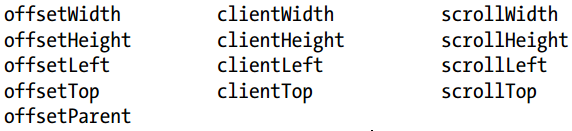 offsetWidth clientWidth scrollWidth
offsetHeight clientHeight scrollHeight
offsetLeft clientLeft scrollLeft
offsetTop clientTop scrollTop
offsetParent